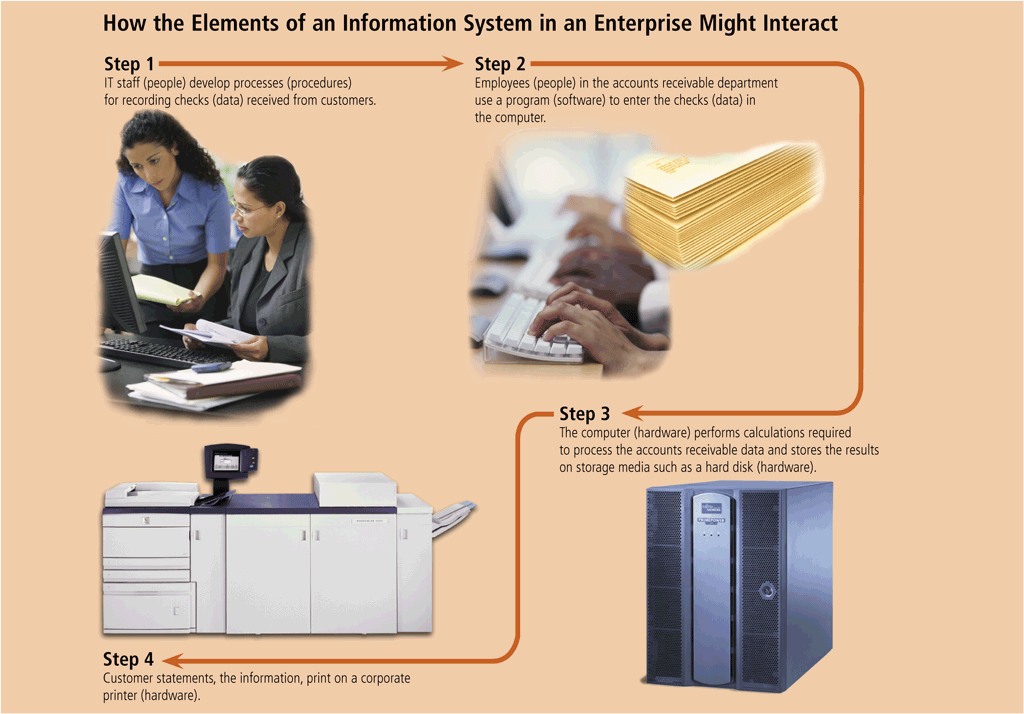 How the Elements of an Information System in an Enterprise Might Interact
Step 1
IT staff (people) develop processes (procedures)
for recording checks (data) received from customers.
Step 2
Employees (people) in the accounts receivable department
use a program (software) to enter the checks (data) in
the computer.
Step 3
The computer (hardware) performs calculations required
to process the accounts receivable data and stores the results
on storage media such as a hard disk (hardware).
Step 4
Customer statements, the information, print on a corporate
printer (hardware).